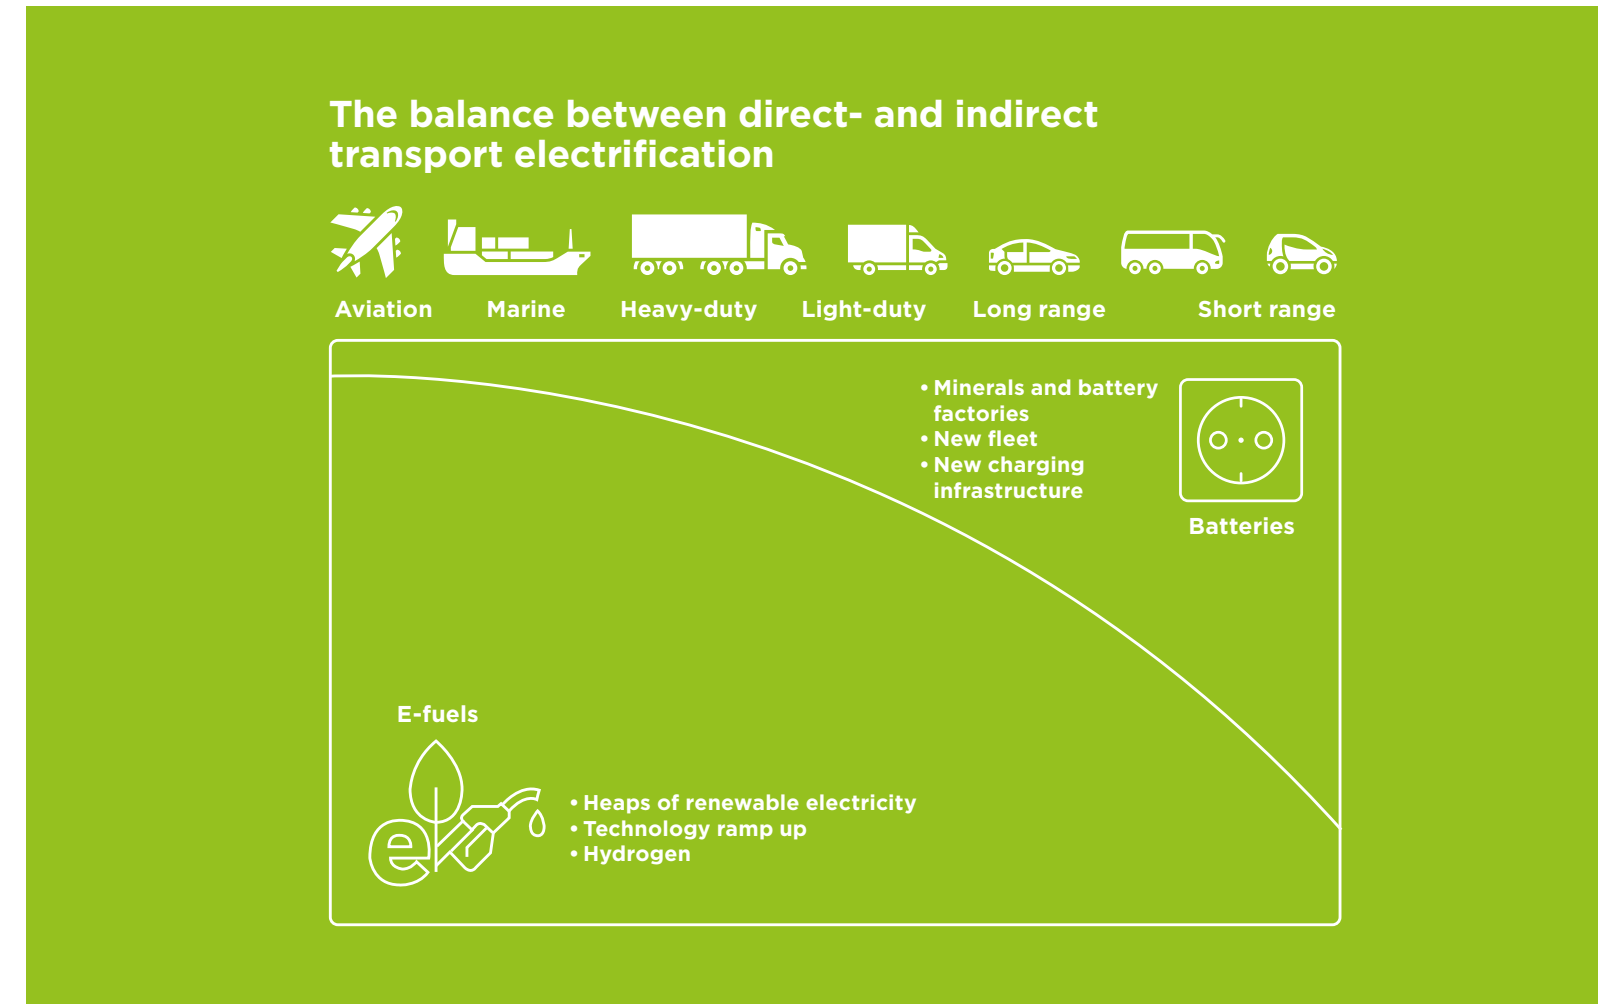 The balance between direct- and indirect
transport electrification
Aviation
Marine
Heavy-duty
Light-duty
Long range
Short range
• Minerals and battery
factories
• New fleet
• New charging
infrastructure
Batteries
E-fuels
e
• Heaps of renewable electricity
• Technology ramp up
• Hydrogen